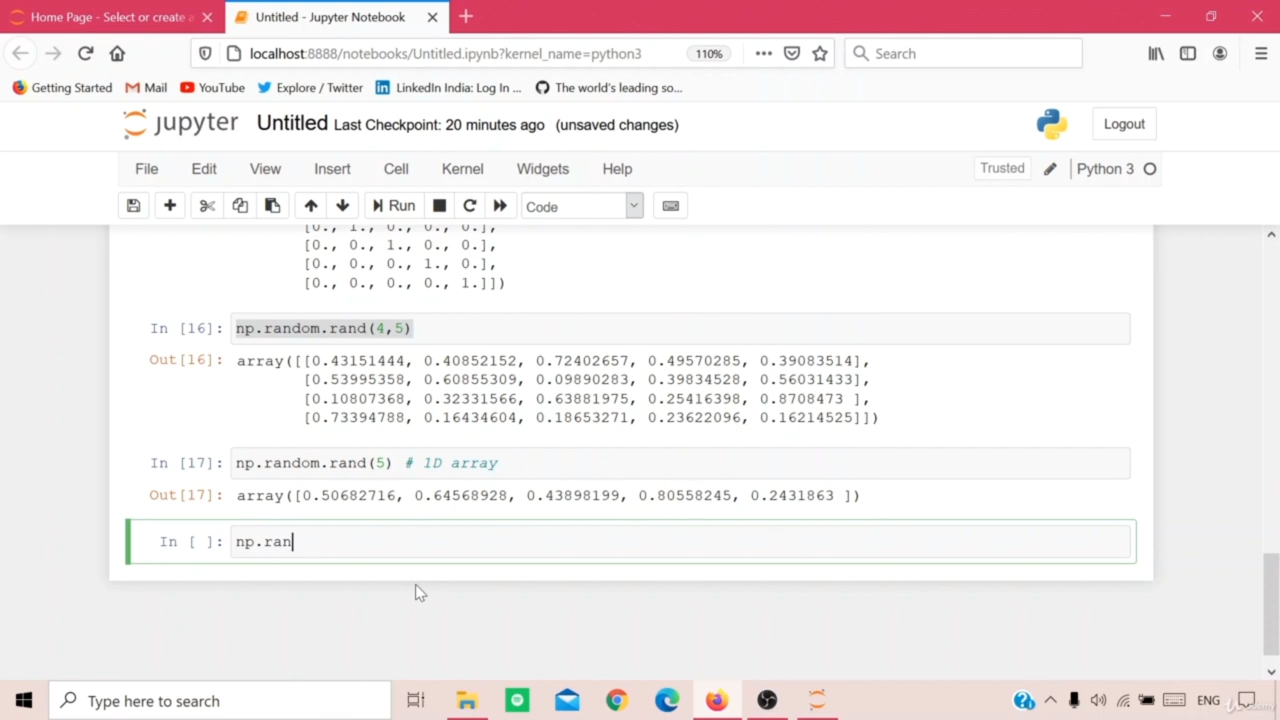 Home Page - Select or create a
Untitled - Jupyter Notebook
localhost:8888/notebooks/Untitled.ipynb?kernel_name=python3
110%
Search
Getting Started
Mail
YouTube
Explore / Twitter
LinkedIn India: Log In ...
The world's leading so...
jupyter
Untitled Last Checkpoint: 20 minutes ago (unsaved changes)
Logout
File Edit View Insert Cell Kernel Widgets Help
Trusted
Python 3
Run
Code
[0., 1., 0., 0., 0.],
[0., 0., 1., 0., 0.],
[0., 0., 0., 1., 0.],
[0., 0., 0., 0., 1.]])
In [16]: np.random.rand(4,5)
Out[16]: array([[0.43151444, 0.40852152, 0.72402657, 0.49570285, 0.39083514],
[0.53995358, 0.60855309, 0.09890283, 0.39834528, 0.56031433],
[0.10807368, 0.32331566, 0.63881975, 0.25416398, 0.8708473 ],
[0.73394788, 0.16434604, 0.18653271, 0.23622096, 0.16214525]])
In [17]: np.random.rand(5) # 1D array
Out[17]: array([0.50682716, 0.64568928, 0.43898199, 0.80558245, 0.2431863 ])
In [ ]: np.ran
Type here to search
ENG
Udemy